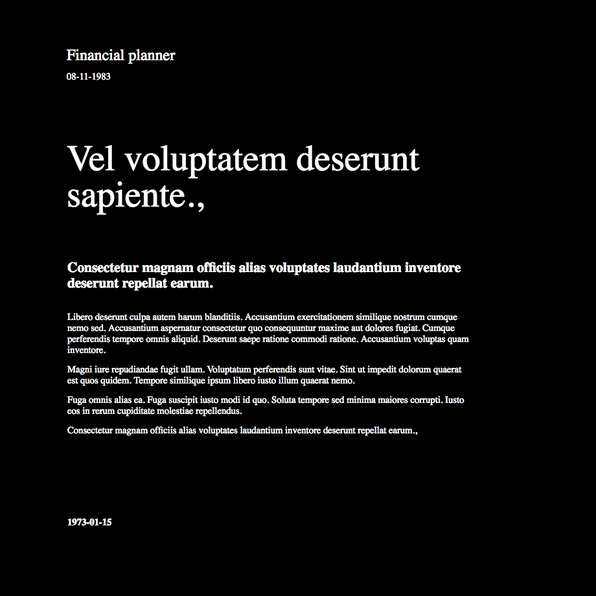 Financial planner
08-11-1983
Vel voluptatem deserunt
sapiente.,
Consectetur magnam officiis alias voluptates laudantium inventore
deserunt repellat earum.
Libero deserunt culpa autem harum blanditiis. Accusantium exercitationem similique nostrum cumque
nemo sed. Accusantium aspernatur consectetur quo consequuntur maxime aut dolores fugiat. Cumque
perferendis tempore omnis aliquid. Deserunt saepe ratione commodi ratione. Accusantium voluptas quam
inventore.
Magni iure repudiandae fugit ullam. Voluptatum perferendis sunt vitae. Sint ut impedit dolorum quaerat
est quos quidem. Tempore similique ipsum libero iusto illum quaerat nemo.
Fuga omnis alias ea. Fuga suscipit iusto modi id quo. Soluta tempore sed minima maiores corrupti. Iusto
eos in rerum cupiditate molestiae repellendus.
Consectetur magnam officiis alias voluptates laudantium inventore deserunt repellat earum.,
1973-01-15